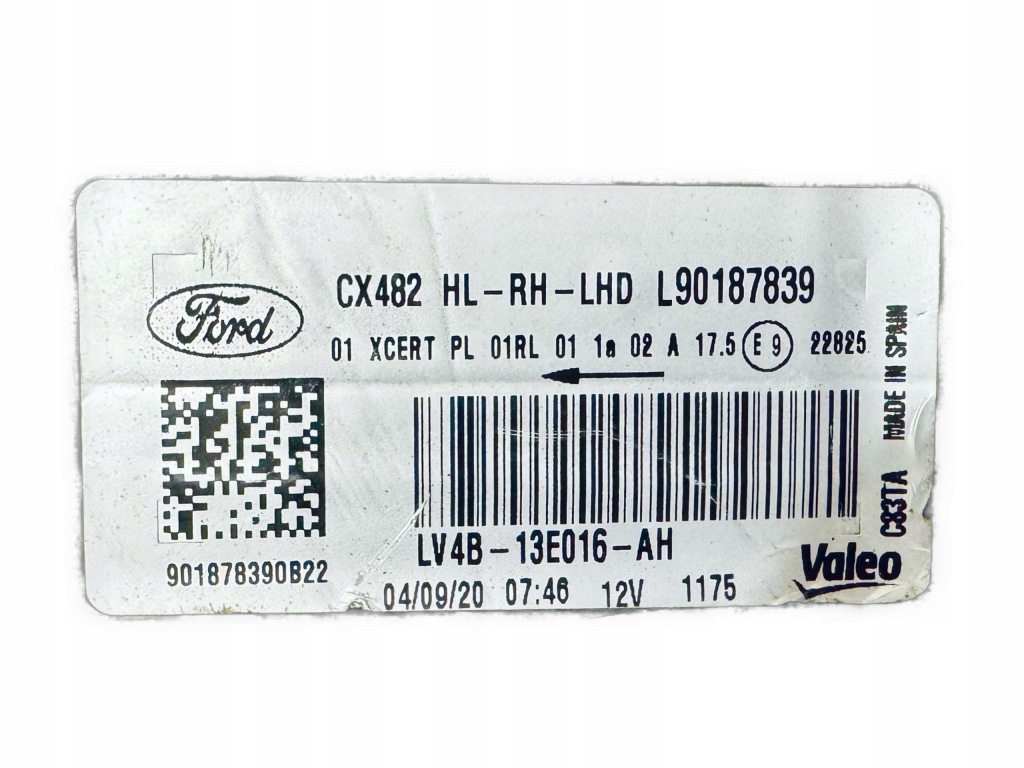 Ford
CX482 HL-RH-LHD L90187839
01 XCERT PL 01RL 01 1a 02 A 17.5 E 9 22825
MADE IN SPAIN
C83TA
LV4B-13E016-AH
901878390B22
04/09/20 07:46 12V 1175
Valeo